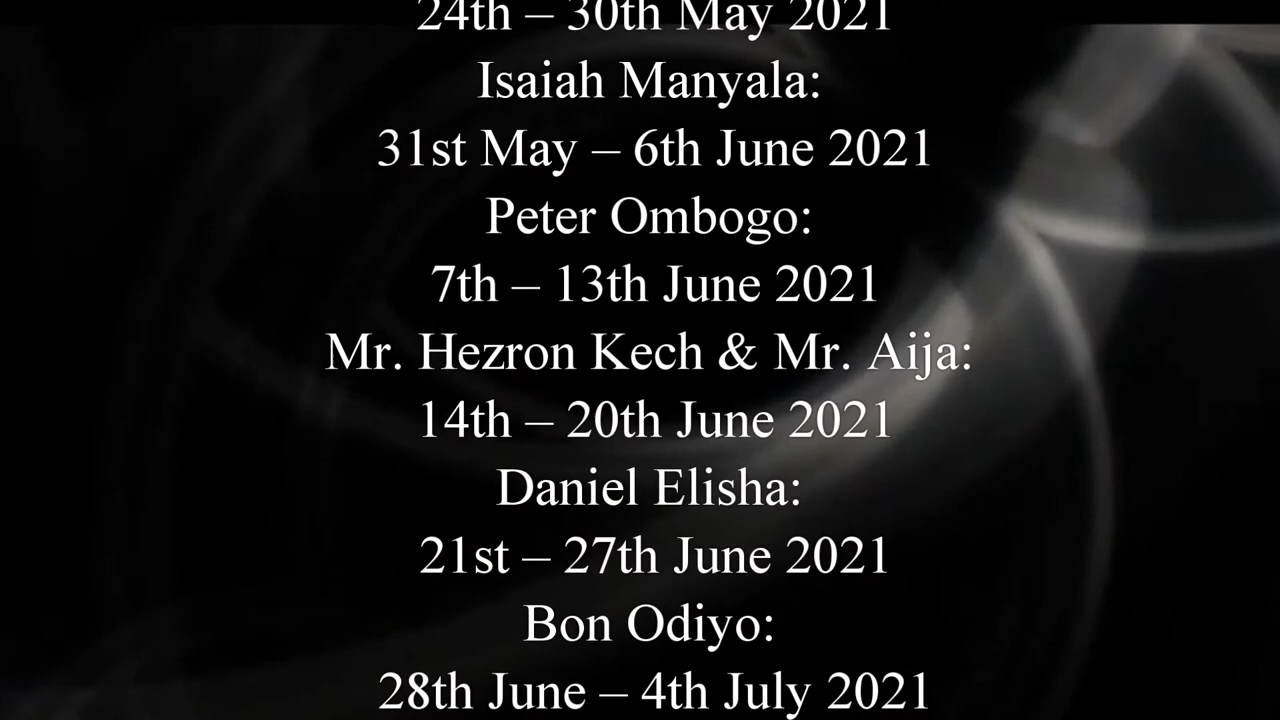 24th – 30th May 2021
Isaiah Manyala:
31st May – 6th June 2021
Peter Ombogo:
7th – 13th June 2021
Mr. Hezron Kech & Mr. Aija:
14th – 20th June 2021
Daniel Elisha:
21st – 27th June 2021
Bon Odiyo:
28th June – 4th July 2021